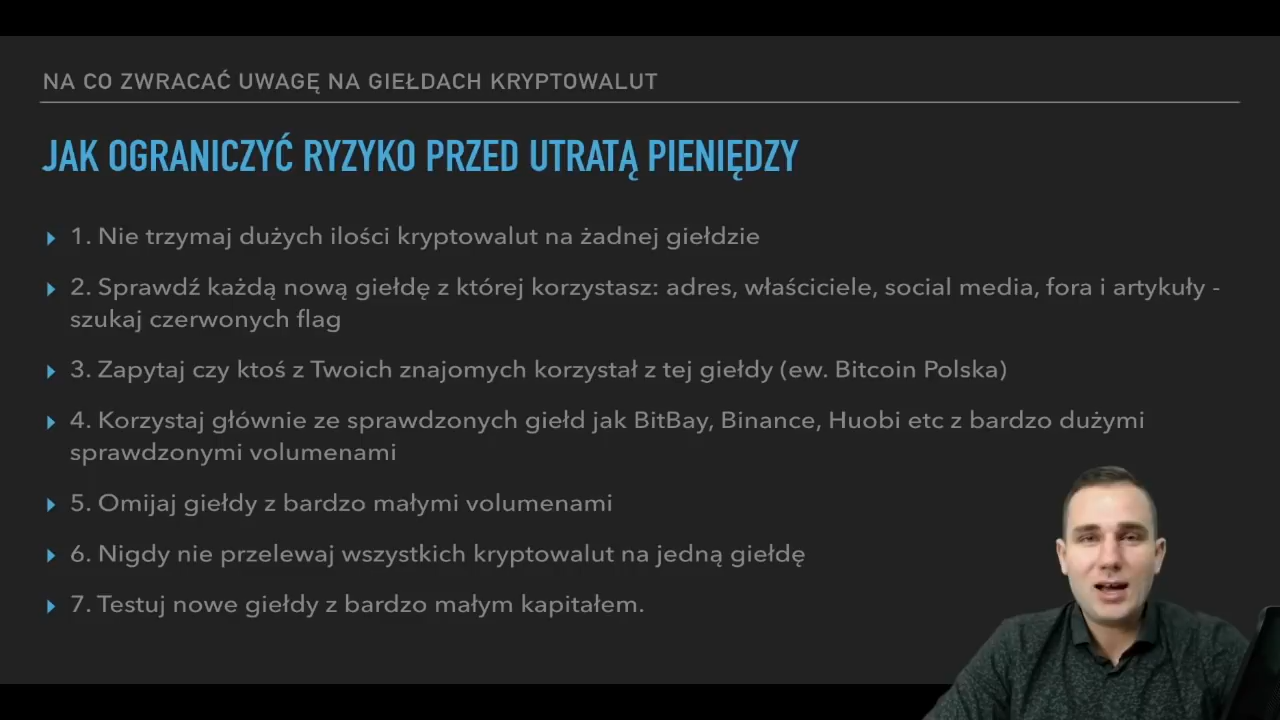 NA CO ZWRACAĆ UWAGĘ NA GIEŁDACH KRYPTOWALUT
JAK OGRANICZYĆ RYZYKO PRZED UTRATĄ PIENIĘDZY
1. Nie trzymaj dużych ilości kryptowalut na żadnej giełdzie
2. Sprawdź każdą nową giełdę z której korzystasz: adres, właściciele, social media, fora i artykuły -
szukaj czerwonych flag
3. Zapytaj czy ktoś z Twoich znajomych korzystał z tej giełdy (ew. Bitcoin Polska)
4. Korzystaj głównie ze sprawdzonych giełd jak BitBay, Binance, Huobi etc z bardzo dużymi
sprawdzonymi volumenami
5. Omijaj giełdy z bardzo małymi volumenami
6. Nigdy nie przelewaj wszystkich kryptowalut na jedną giełdę
7. Testuj nowe giełdy z bardzo małym kapitałem.